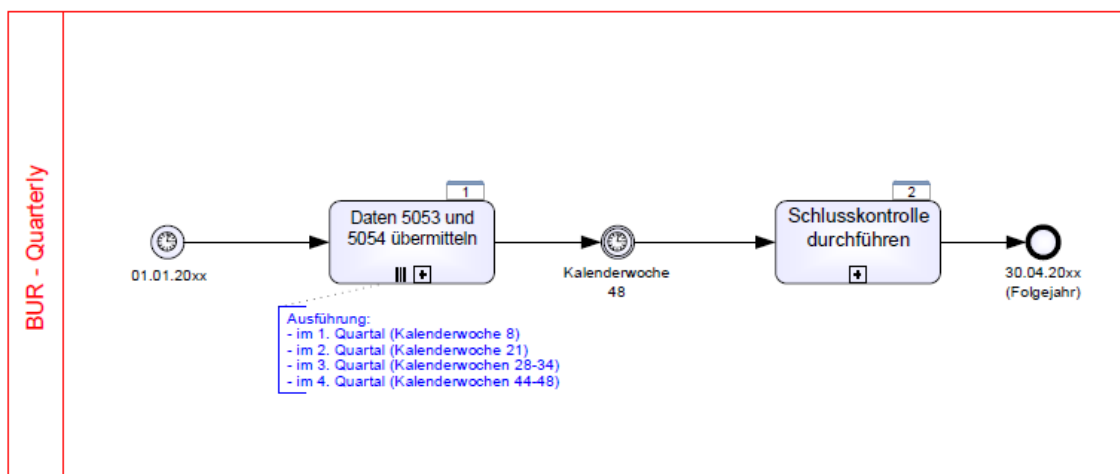 BUR - Quarterly
01.01.20xx
1
Daten 5053 und
5054 übermitteln
Ausführung:
- im 1. Quartal (Kalenderwoche 8)
- im 2. Quartal (Kalenderwoche 21)
- im 3. Quartal (Kalenderwochen 28-34)
- im 4. Quartal (Kalenderwochen 44-48)
Kalenderwoche
48
2
Schlusskontrolle
durchführen
30.04.20xx
(Folgejahr)